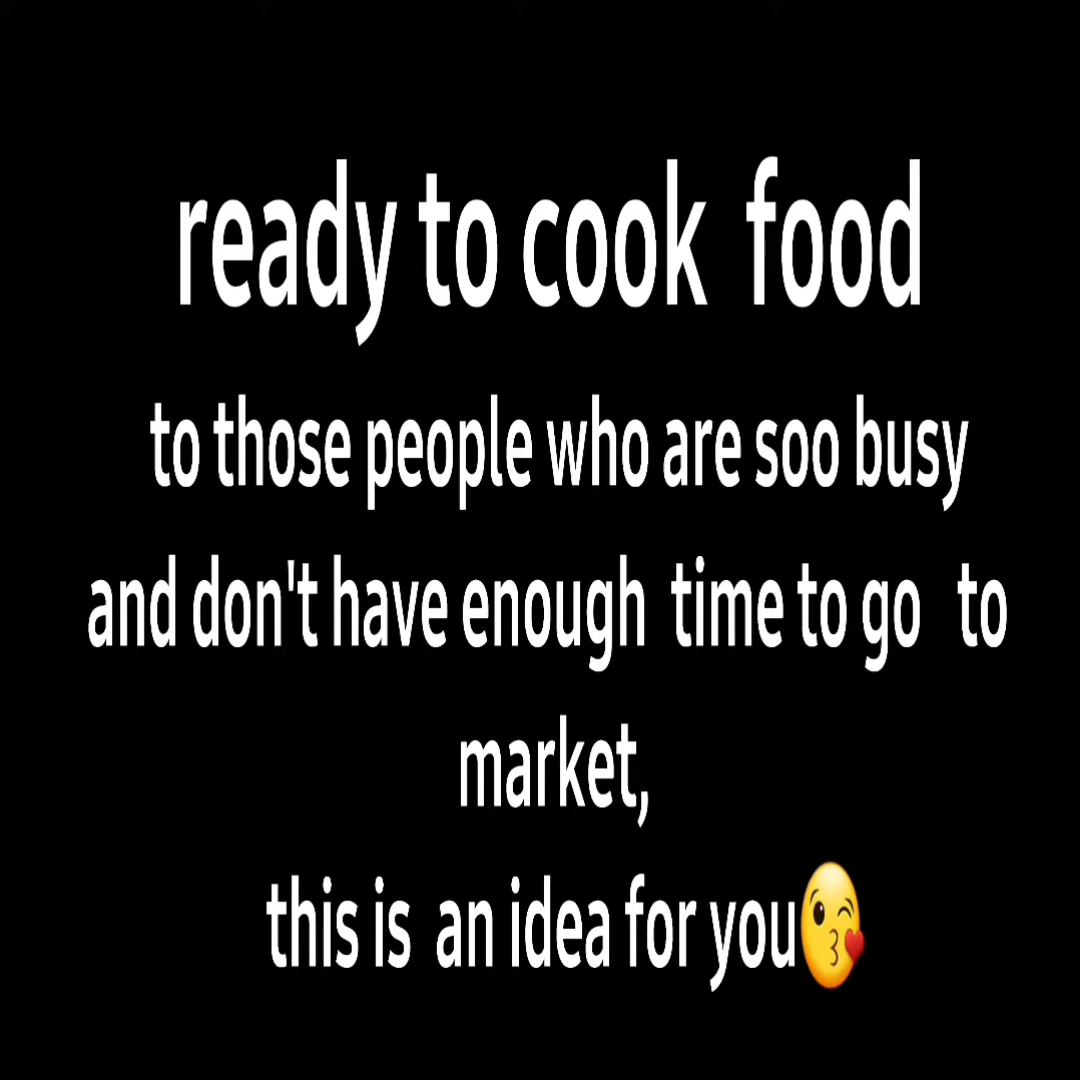 ready to cook food
to those people who are soo busy
and don't have enough time to go to
market,
this is an idea for you😘